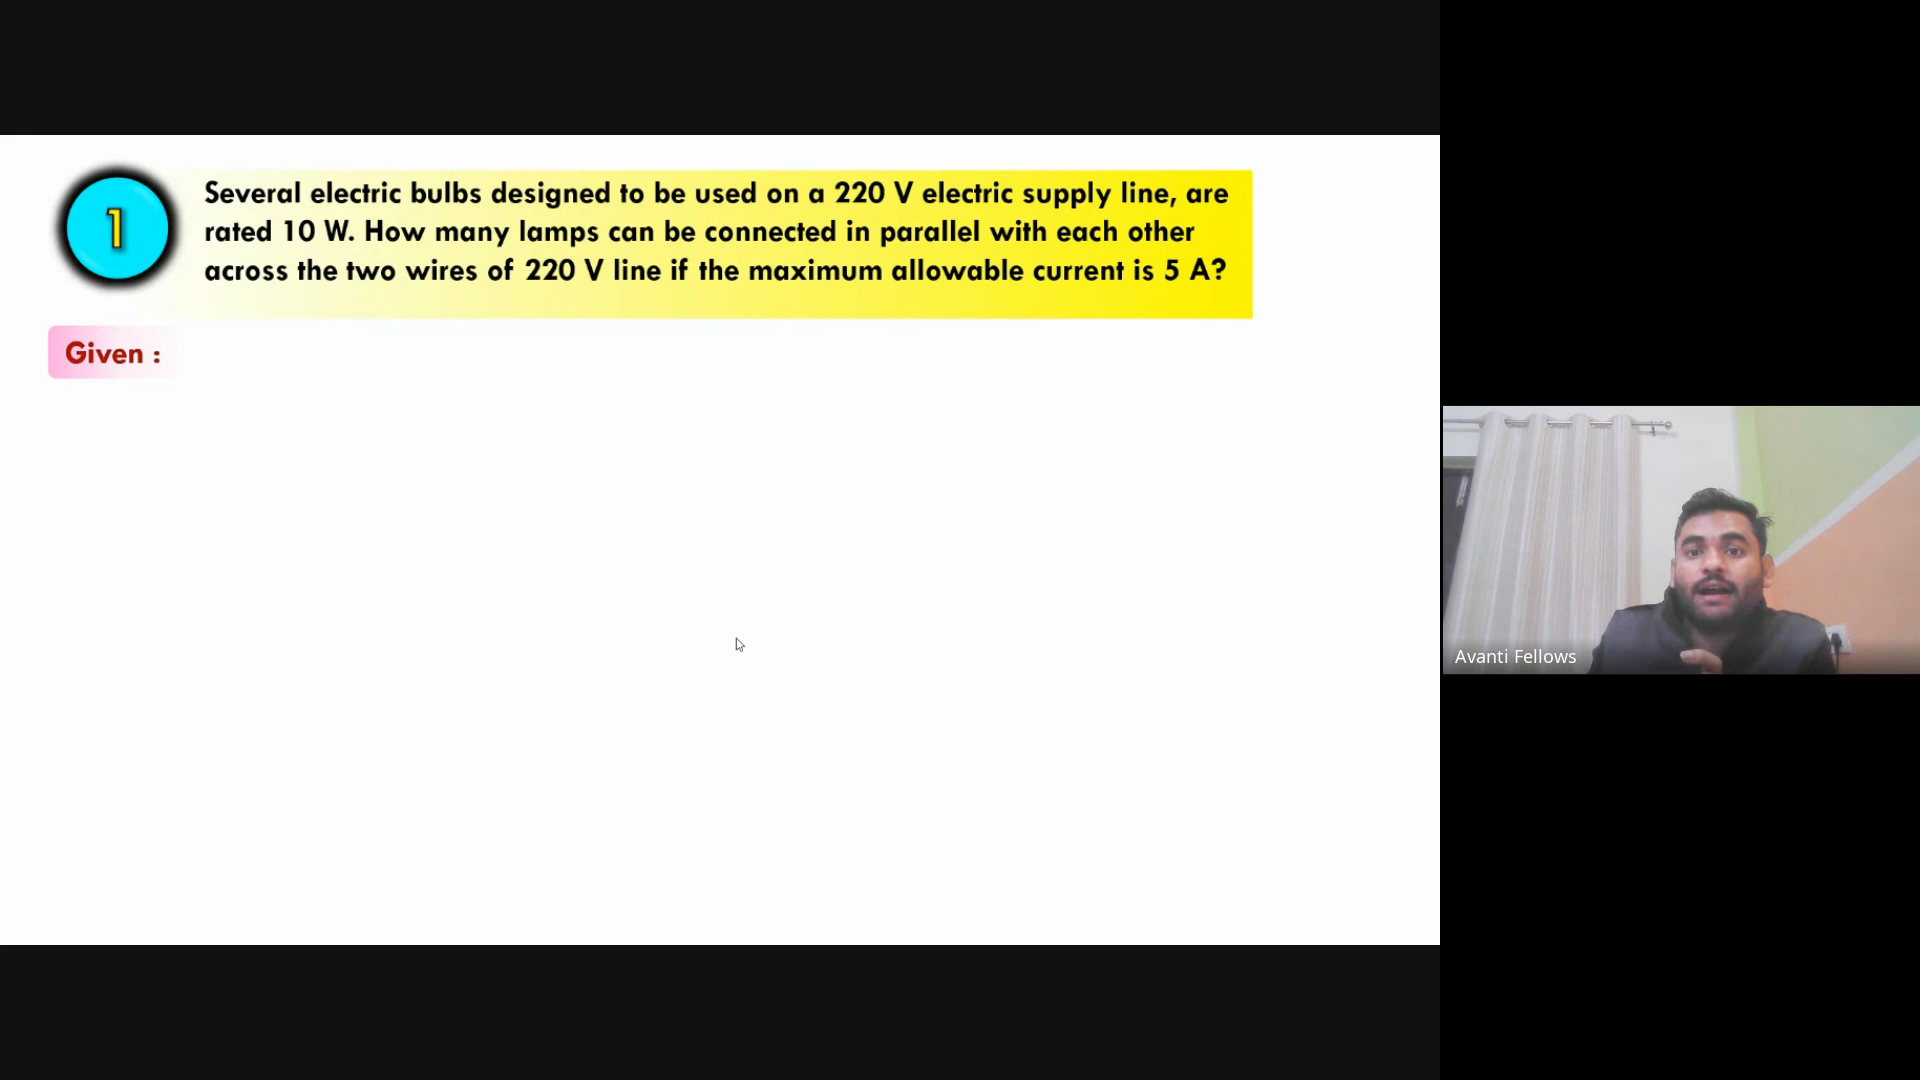 1
Several electric bulbs designed to be used on a 220 V electric supply line, are
rated 10 W. How many lamps can be connected in parallel with each other
across the two wires of 220 V line if the maximum allowable current is 5 A?
Given :
Avanti Fellows